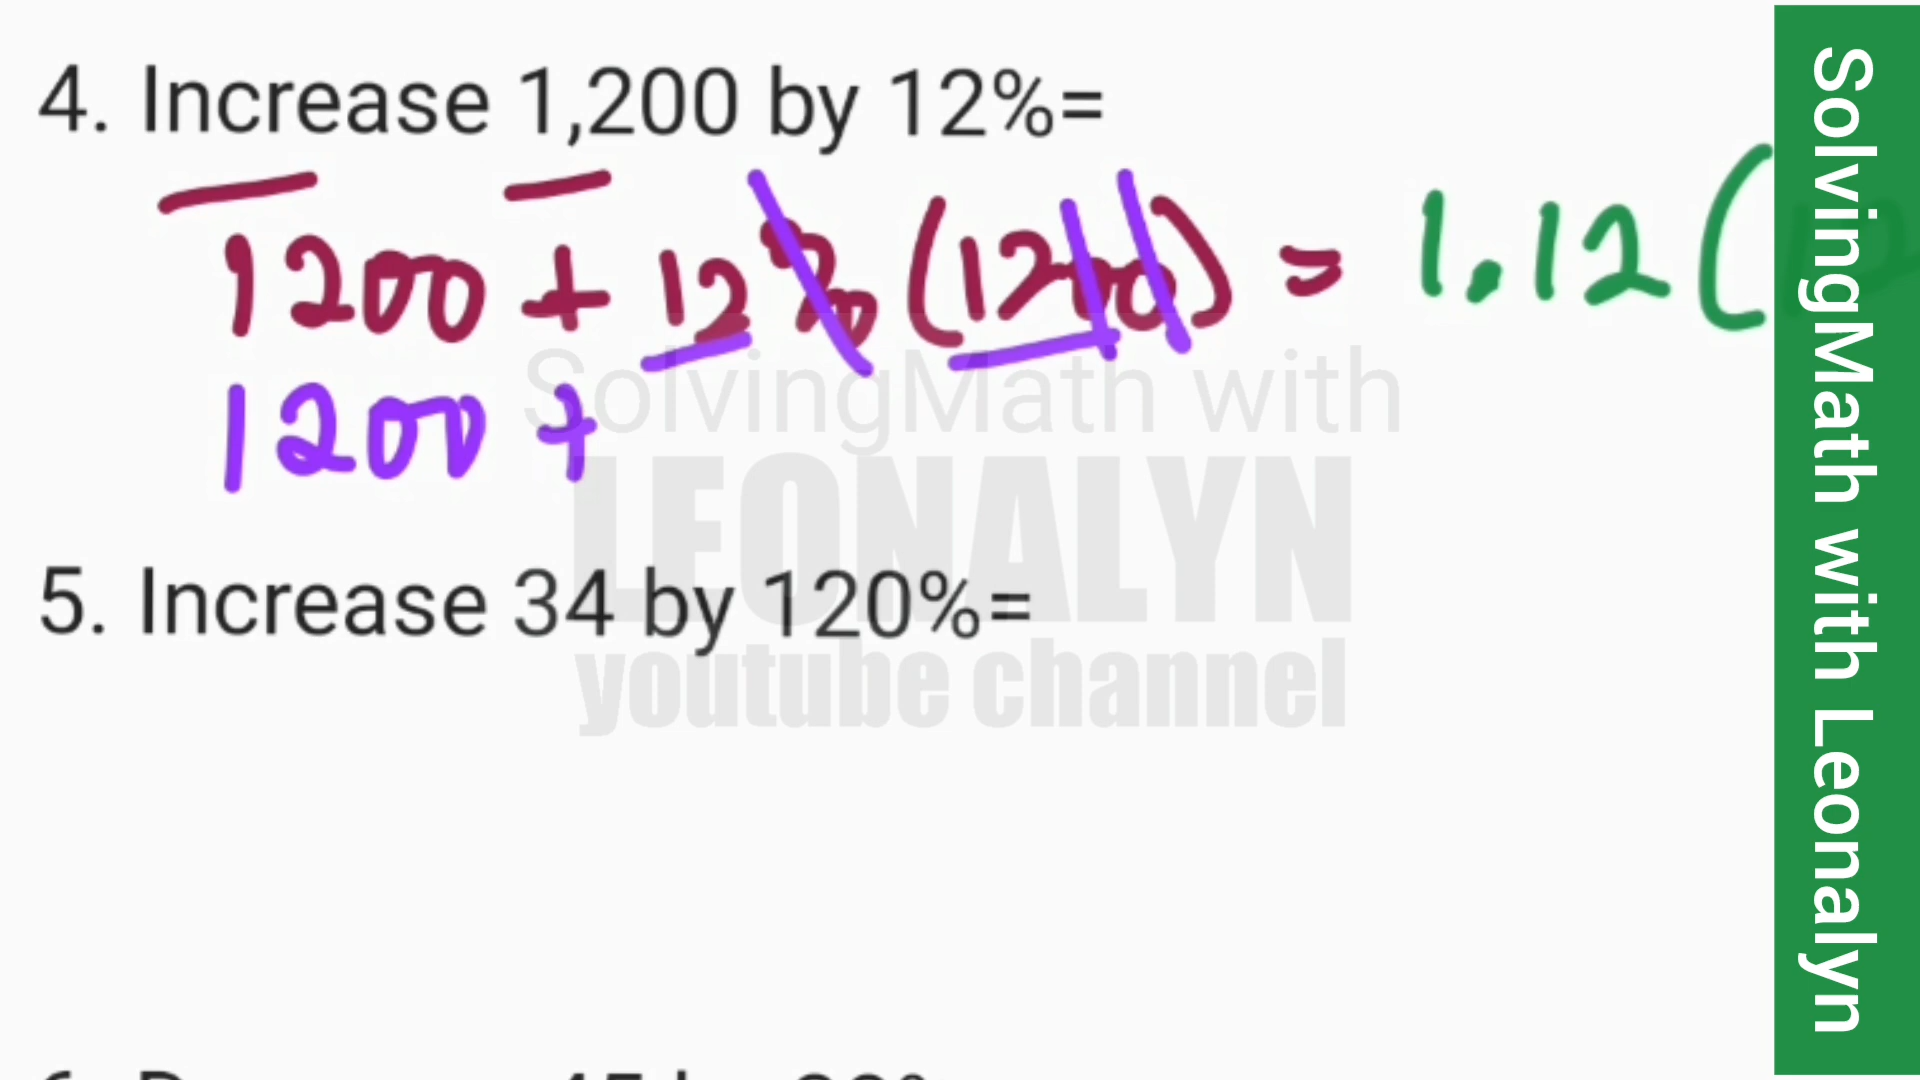 4. Increase 1,200 by 12%=
1200 + 12% (1200) = 1.12 (
1200 +
SolvingMath with
LEONALYN
youtube channel
5. Increase 34 by 120%=
SolvingMath with Leonalyn